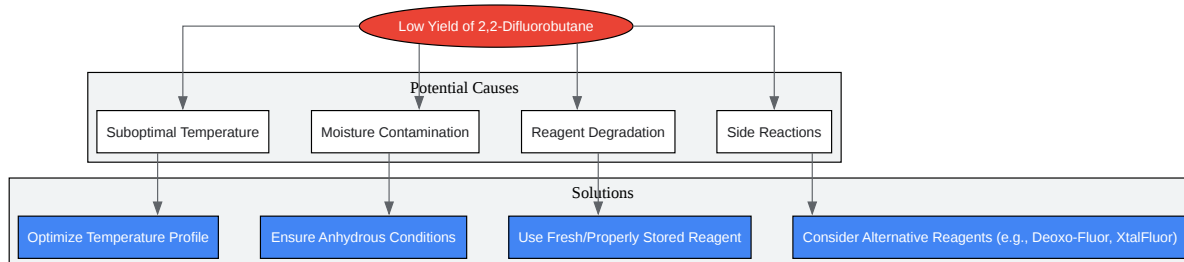 Low Yield of 2,2-Difluorobutane
Potential Causes
Suboptimal Temperature
Moisture Contamination
Reagent Degradation
Side Reactions
Solutions
Optimize Temperature Profile
Ensure Anhydrous Conditions
Use Fresh/Properly Stored Reagent
Consider Alternative Reagents (e.g., Deoxo-Fluor, XtalFluor)